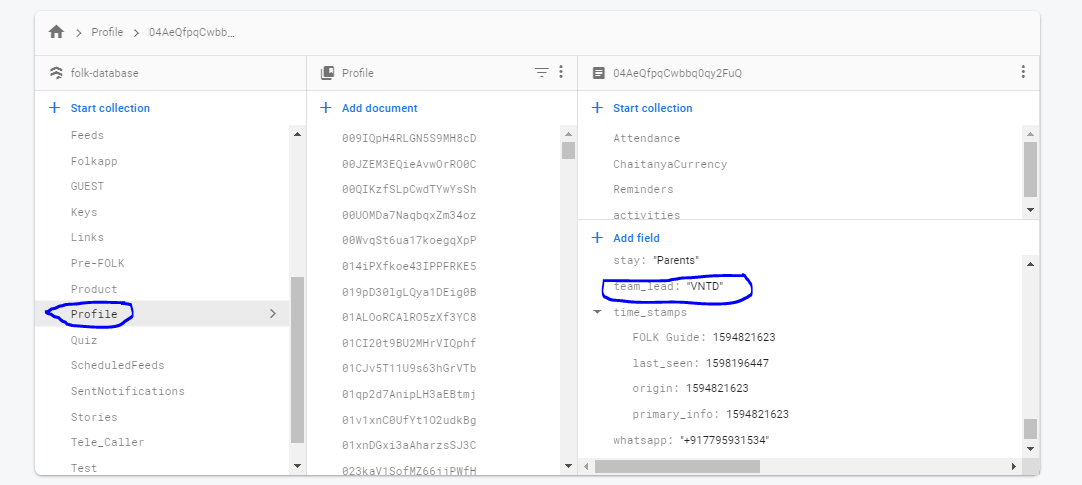 Profile
04AeQfpqCwbb…
folk-database
Start collection
Feeds
Folkapp
GUEST
Keys
Links
Pre-FOLK
Product
Profile
Quiz
ScheduledFeeds
SentNotifications
Stories
Tele_Caller
Test
Profile
Add document
009IQpH4RLGN5S9MH8cD
00JZEM3EQieAvwOrRO0C
00QIKzfSLpCwdTYwYsSh
00UOMDa7NaqbqxZm34oz
00WvqSt6ua17koegqXpP
014iPXfkoe43IPPFRKE5
019pD30lgLQya1DEig0B
01ALOoRCAlRO5zXf3YC8
01CI20t9BU2MHrVIQphf
01CJv5T11U9s63hGrVTb
01qp2d7AnipLH3aEBtmj
01v1xnC0UfYt1O2udkBg
01xnDGxi3aAharzsSJ3C
023kaV1SofMZ66jjPWfH
04AeQfpqCwbbq0qy2FuQ
Start collection
Attendance
ChaitanyaCurrency
Reminders
activities
Add field
stay: "Parents"
team_lead: "VNTD"
time_stamps
FOLK Guide: 1594821623
last_seen: 1598196447
origin: 1594821623
primary_info: 1594821623
whatsapp: "+917795931534"